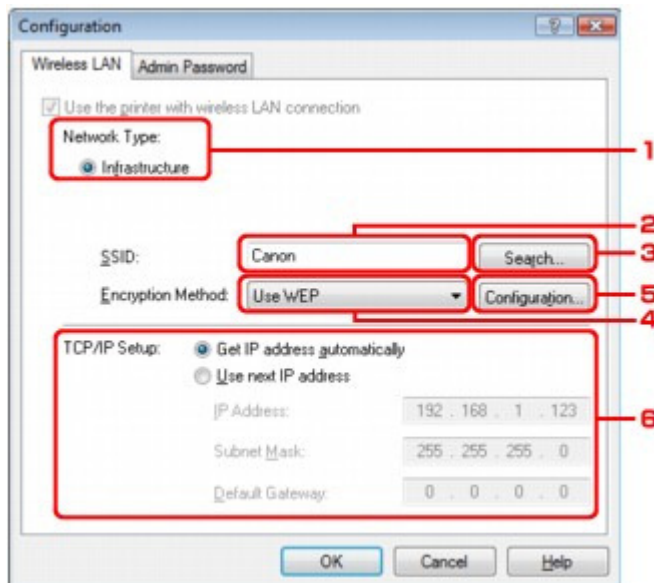 Configuration
Wireless LAN Admin Password
Use the printer with wireless LAN connection
Network Type:
Infrastructure
1
2
SSID: Canon Search... 3
Encryption Method: Use WEP Configuration... 5
4
TCP/IP Setup: Get IP address automatically
Use next IP address
IP Address: 192 . 168 . 1 . 123
6
Subnet Mask: 255 . 255 . 255 . 0
Default Gateway: 0 . 0 . 0 . 0
OK Cancel Help